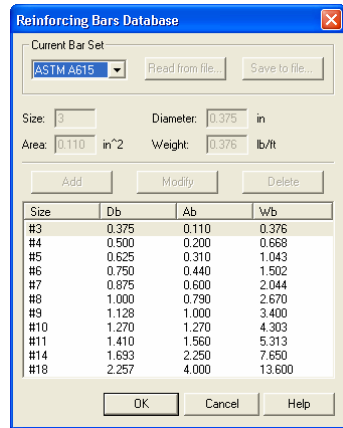 Reinforcing Bars Database
Current Bar Set
ASTM A615 Read from file... Save to file...
Size: 3 Diameter: 0.375 in
Area: 0.110 in^2 Weight: 0.376 lb/ft
Add Modify Delete
Size Db Ab Wb
#3 0.375 0.110 0.376
#4 0.500 0.200 0.668
#5 0.625 0.310 1.043
#6 0.750 0.440 1.502
#7 0.875 0.600 2.044
#8 1.000 0.790 2.670
#9 1.128 1.000 3.400
#10 1.270 1.270 4.303
#11 1.410 1.560 5.313
#14 1.693 2.250 7.650
#18 2.257 4.000 13.600
OK Cancel Help